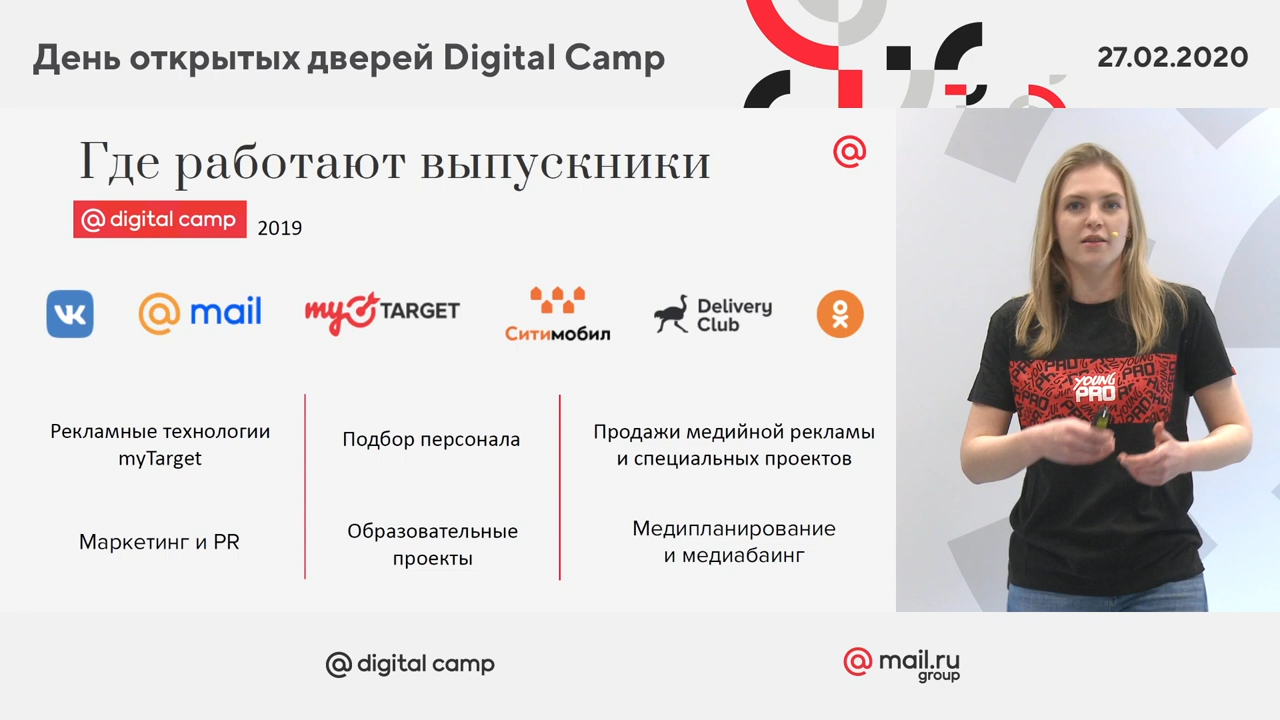 День открытых дверей Digital Camp
27.02.2020
Где работают выпускники
@
@ digital camp
2019
@ mail
my TARGET
Ситимобил
Delivery
Club
Рекламные технологии
myTarget
Подбор персонала
Продажи медийной рекламы
и специальных проектов
Маркетинг и PR
Образовательные
проекты
Медипланирование
и медиабаинг
YOUNG
PRO
@ digital camp
@ mail.ru
group